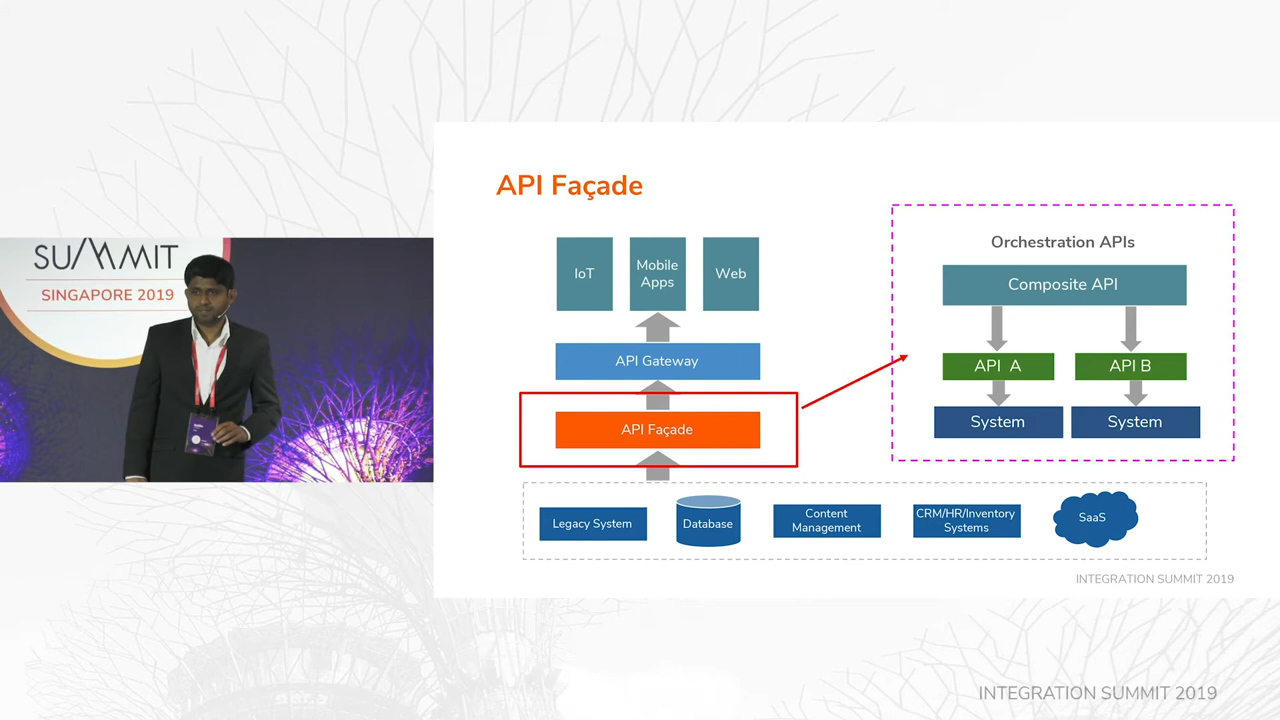 SUMMIT
SINGAPORE 2019
API Façade
IoT
Mobile
Apps
Web
API Gateway
API Façade
Legacy System
Database
Content
Management
CRM/HR/Inventory
Systems
SaaS
Orchestration APIs
Composite API
API A
API B
System
System
INTEGRATION SUMMIT 2019
INTEGRATION SUMMIT 2019